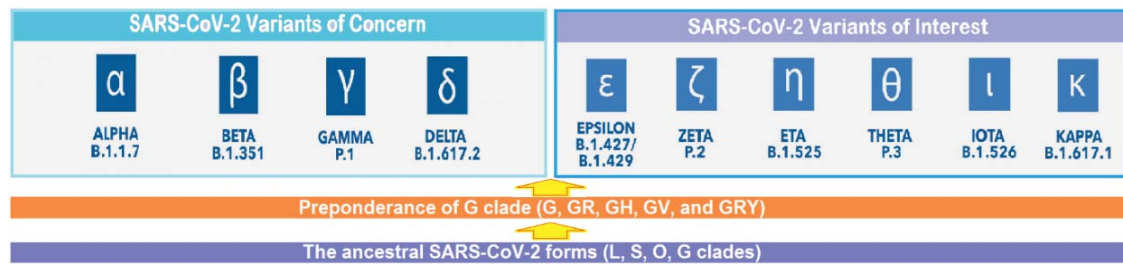 SARS-CoV-2 Variants of Concern
α β γ δ
ALPHA
B.1.1.7
BETA
B.1.351
GAMMA
P.1
DELTA
B.1.617.2
SARS-CoV-2 Variants of Interest
ε ζ η θ ι κ
EPSILON
B.1.427/
B.1.429
ZETA
P.2
ETA
B.1.525
THETA
P.3
IOTA
B.1.526
KAPPA
B.1.617.1
Preponderance of G clade (G, GR, GH, GV, and GRY)
The ancestral SARS-CoV-2 forms (L, S, O, G clades)